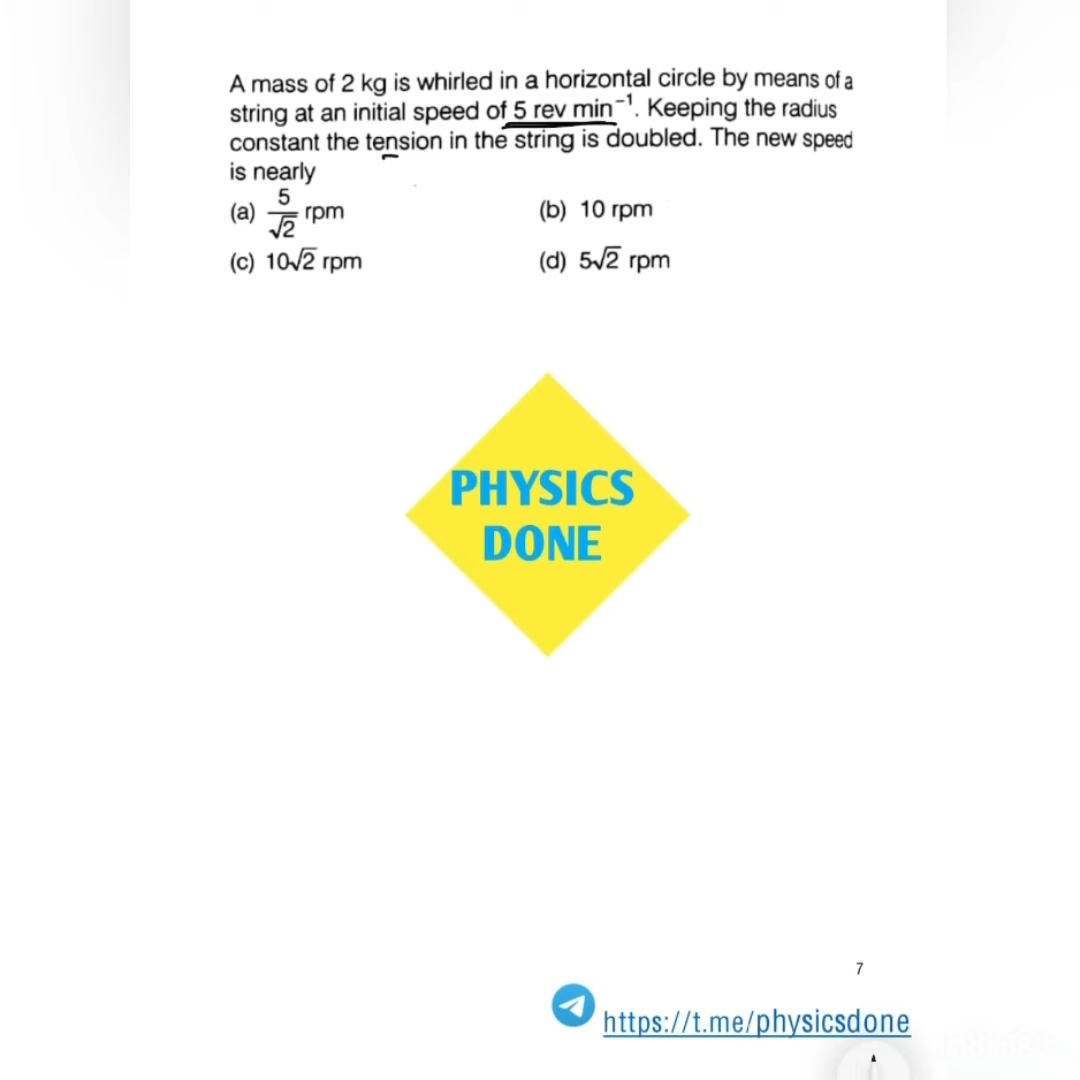 A mass of 2 kg is whirled in a horizontal circle by means of a
string at an initial speed of 5 rev min⁻¹. Keeping the radius
constant the tension in the string is doubled. The new speed
is nearly
(a) 5/√2 rpm (b) 10 rpm
(c) 10√2 rpm (d) 5√2 rpm
PHYSICS
DONE
7
https://t.me/physicsdone